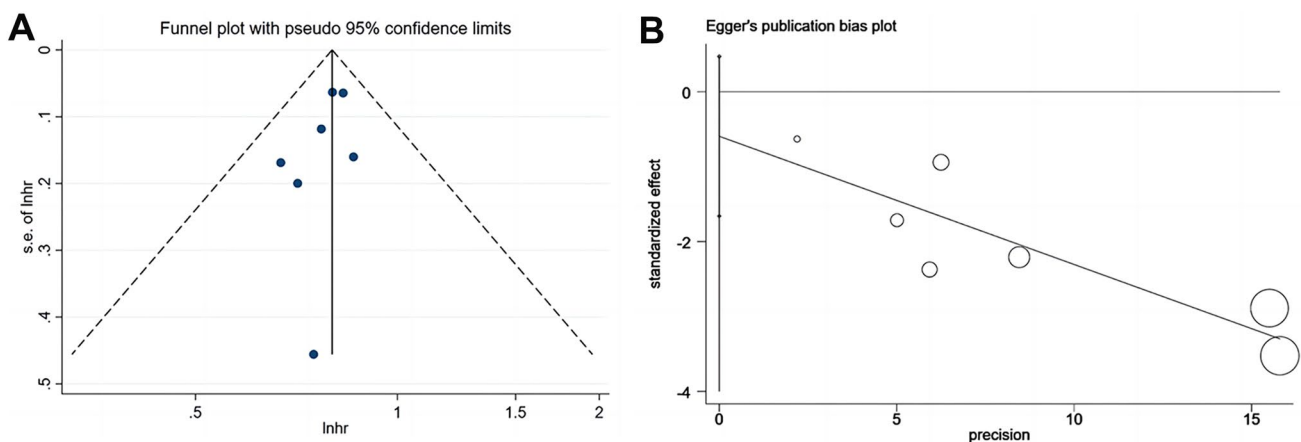 A
Funnel plot with pseudo 95% confidence limits
0
.1
.2
.3
.4
.5
s.e. of lnhr
.5
1
1.5
2
lnhr
B
Egger's publication bias plot
0
-2
-4
standardized effect
0
5
10
15
precision